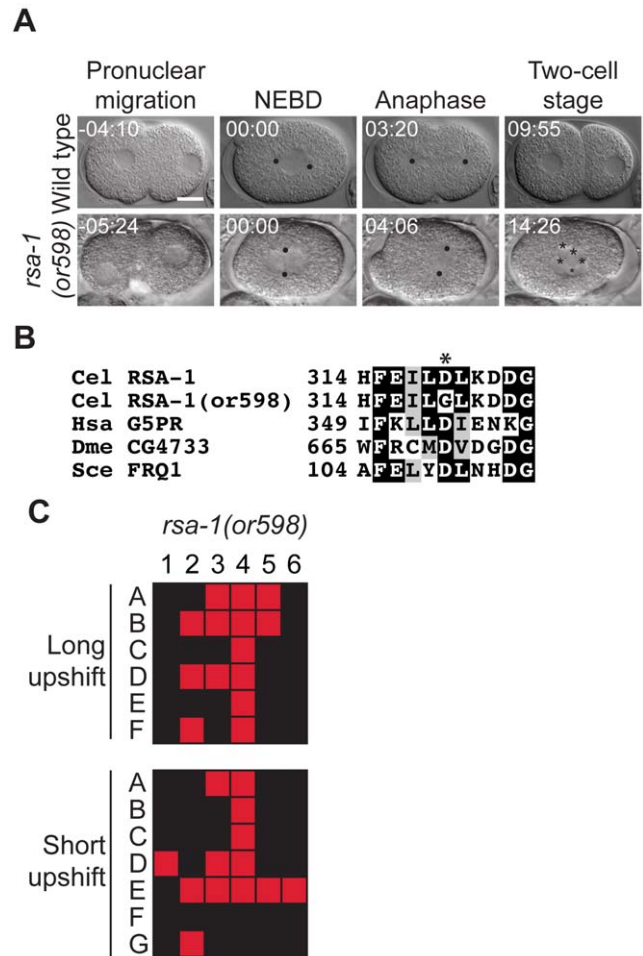 A
Pronuclear migration
NEBD
Anaphase
Two-cell stage
Wild type
-04:10
00:00
03:20
09:55
rsa-1 (or598)
-05:24
00:00
04:06
14:26
* * * * *
B
*
Cel RSA-1 314 HFEILDLKDDG
Cel RSA-1(or598) 314 HFEILGLKDDG
Hsa G5PR 349 IFKLLDIENKG
Dme CG4733 665 WFRCMDVDGDG
Sce FRQ1 104 AFELYDLNHDG
C
rsa-1(or598)
1 2 3 4 5 6
Long upshift
A
B
C
D
E
F
Short upshift
A
B
C
D
E
F
G